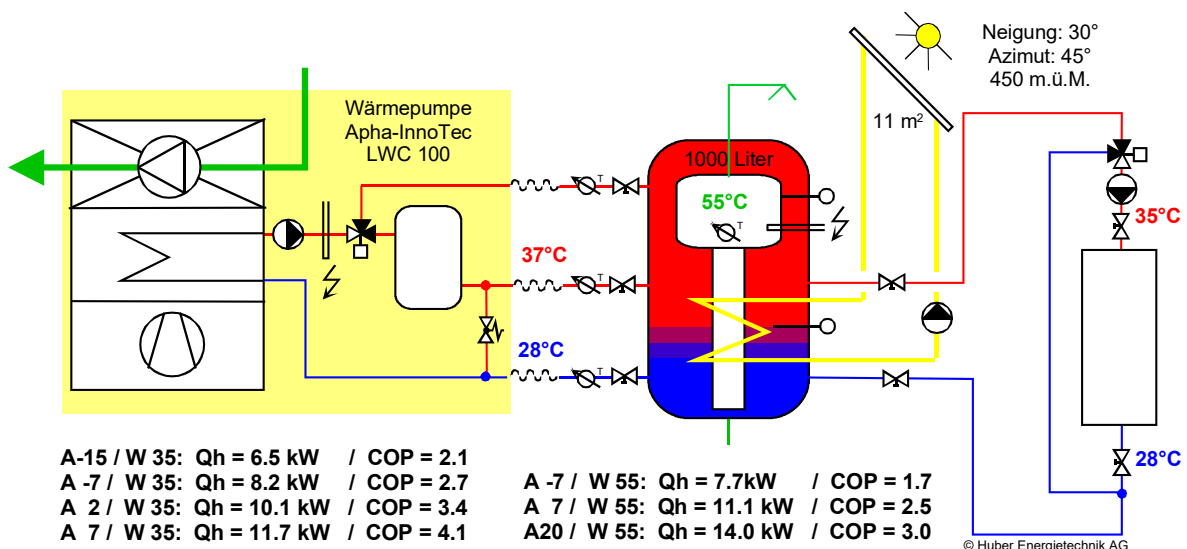 Neigung: 30°
Azimut: 45°
450 m.ü.M.
Wärmepumpe
Apha-InnoTec
LWC 100
11 m²
1000 Liter
T
55°C
T
35°C
37°C
T
28°C
T
28°C
A-15 / W 35: Qh = 6.5 kW / COP = 2.1
A -7 / W 35: Qh = 8.2 kW / COP = 2.7
A 2 / W 35: Qh = 10.1 kW / COP = 3.4
A 7 / W 35: Qh = 11.7 kW / COP = 4.1
A -7 / W 55: Qh = 7.7kW / COP = 1.7
A 7 / W 55: Qh = 11.1 kW / COP = 2.5
A20 / W 55: Qh = 14.0 kW / COP = 3.0
© Huber Energietechnik AG